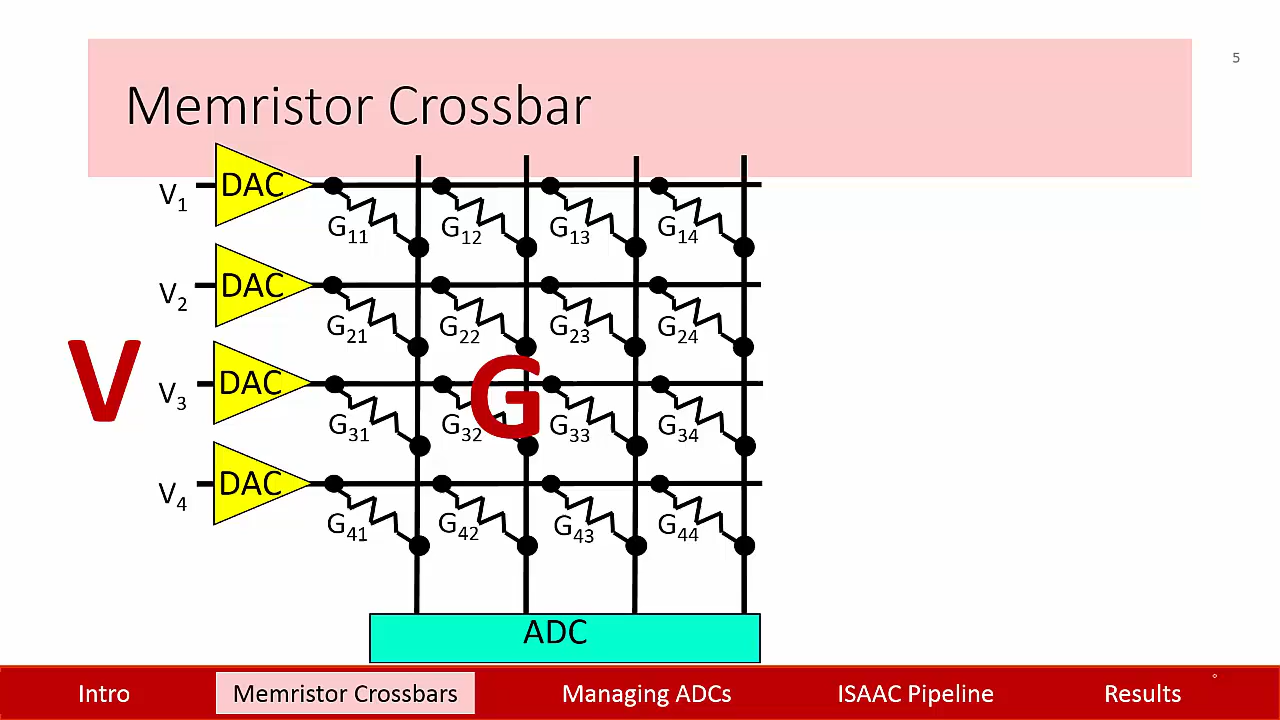 5
Memristor Crossbar
V1 DAC
G11 G12 G13 G14
V2 DAC
G21 G22 G23 G24
V G
V3 DAC
G31 G32 G33 G34
V4 DAC
G41 G42 G43 G44
ADC
Intro Memristor Crossbars Managing ADCs ISAAC Pipeline Results